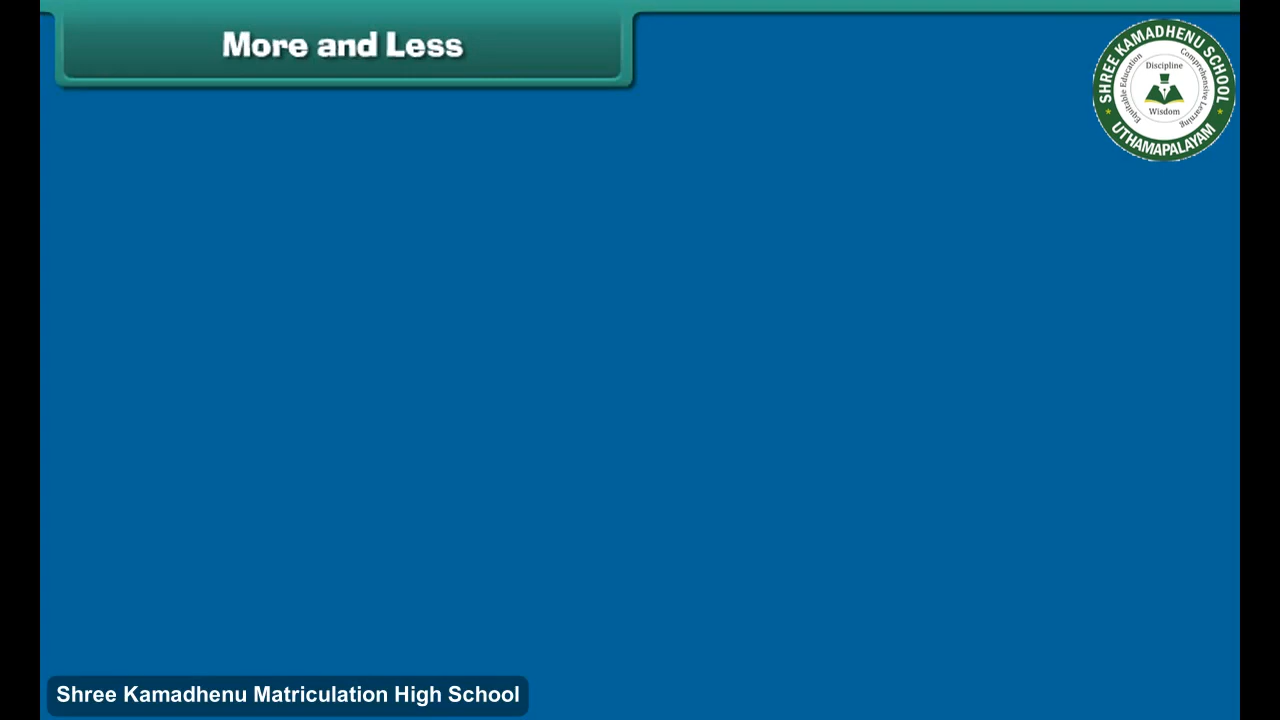 More and Less
SHREE KAMADHENU SCHOOL
Equitable Education
Discipline
Comprehensive Learning
Wisdom
* UTHAMAPALAYAM *
Shree Kamadhenu Matriculation High School